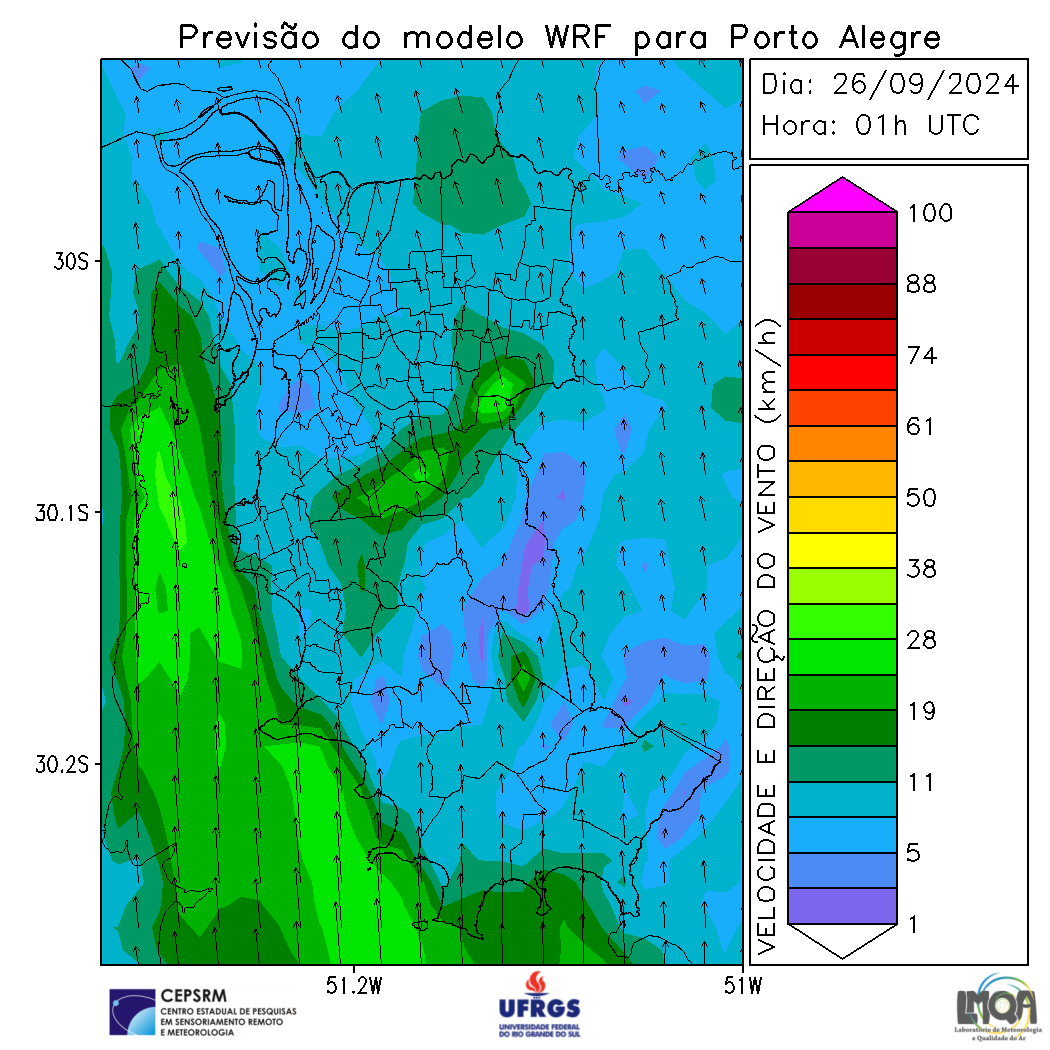 Previsão do modelo WRF para Porto Alegre
Dia: 26/09/2024
Hora: 01h UTC
30S
30.1S
30.2S
51.2W
51W
VELOCIDADE E DIREÇÃO DO VENTO (km/h)
100
88
74
61
50
38
28
19
11
5
1
CEPSRM
CENTRO ESTADUAL DE PESQUISAS
EM SENSORIAMENTO REMOTO
E METEOROLOGIA
UFRGS
UNIVERSIDADE FEDERAL
DO RIO GRANDE DO SUL
LMQA
Laboratório de Meteorologia
e Qualidade do Ar